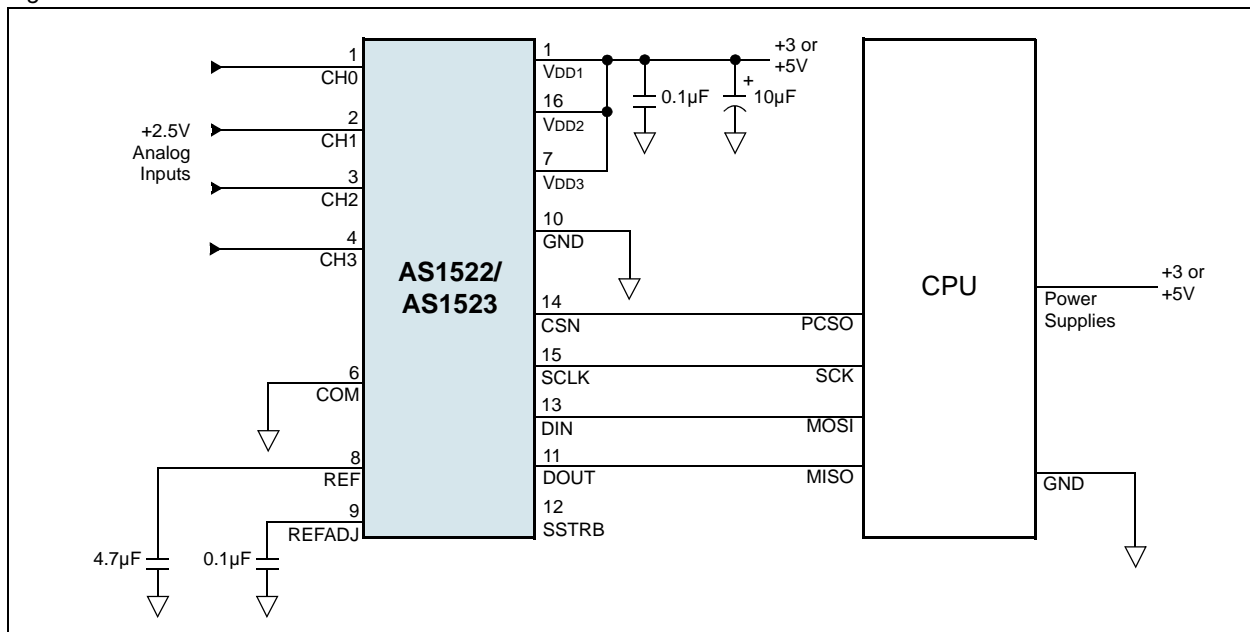 1
CH0
2
CH1
3
CH2
4
CH3
+2.5V
Analog
Inputs
6
COM
8
REF
9
REFADJ
4.7µF
0.1µF
AS1522/
AS1523
1
VDD1
16
VDD2
7
VDD3
10
GND
14
CSN
15
SCLK
13
DIN
11
DOUT
12
SSTRB
0.1µF
+
10µF
+3 or
+5V
PCSO
SCK
MOSI
MISO
CPU
Power
Supplies
+3 or
+5V
GND